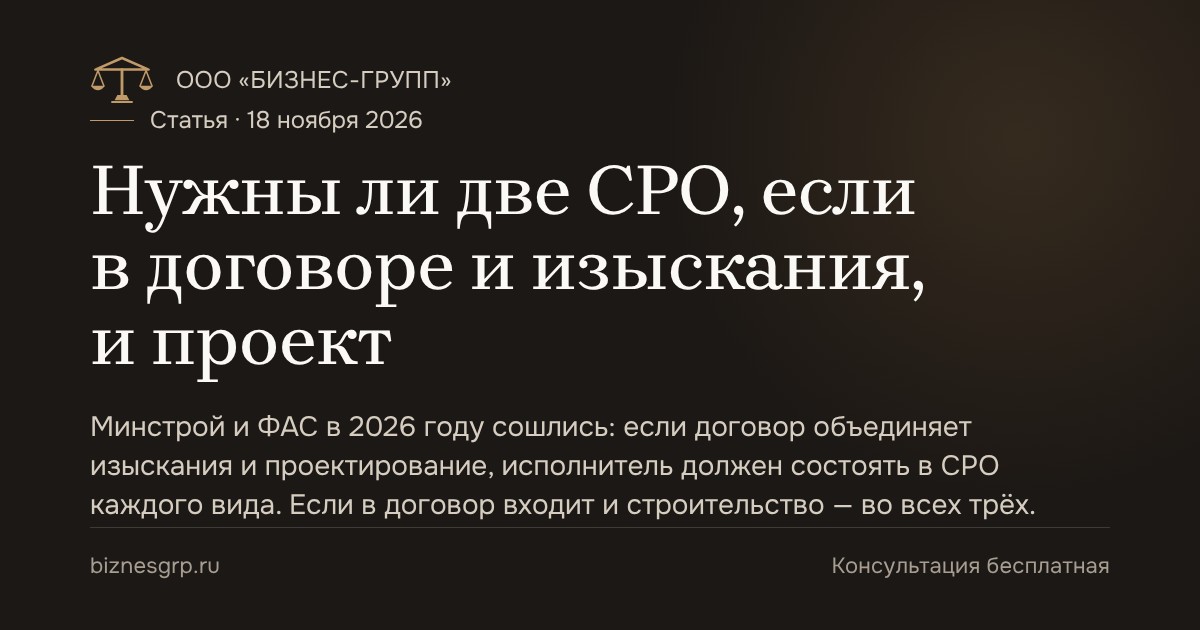 ООО «БИЗНЕС-ГРУПП»
Статья · 18 ноября 2026
Нужны ли две СРО, если
в договоре и изыскания,
и проект
Минстрой и ФАС в 2026 году сошлись: если договор объединяет
изыскания и проектирование, исполнитель должен состоять в СРО
каждого вида. Если в договор входит и строительство — во всех трёх.
biznesgrp.ru
Консультация бесплатная